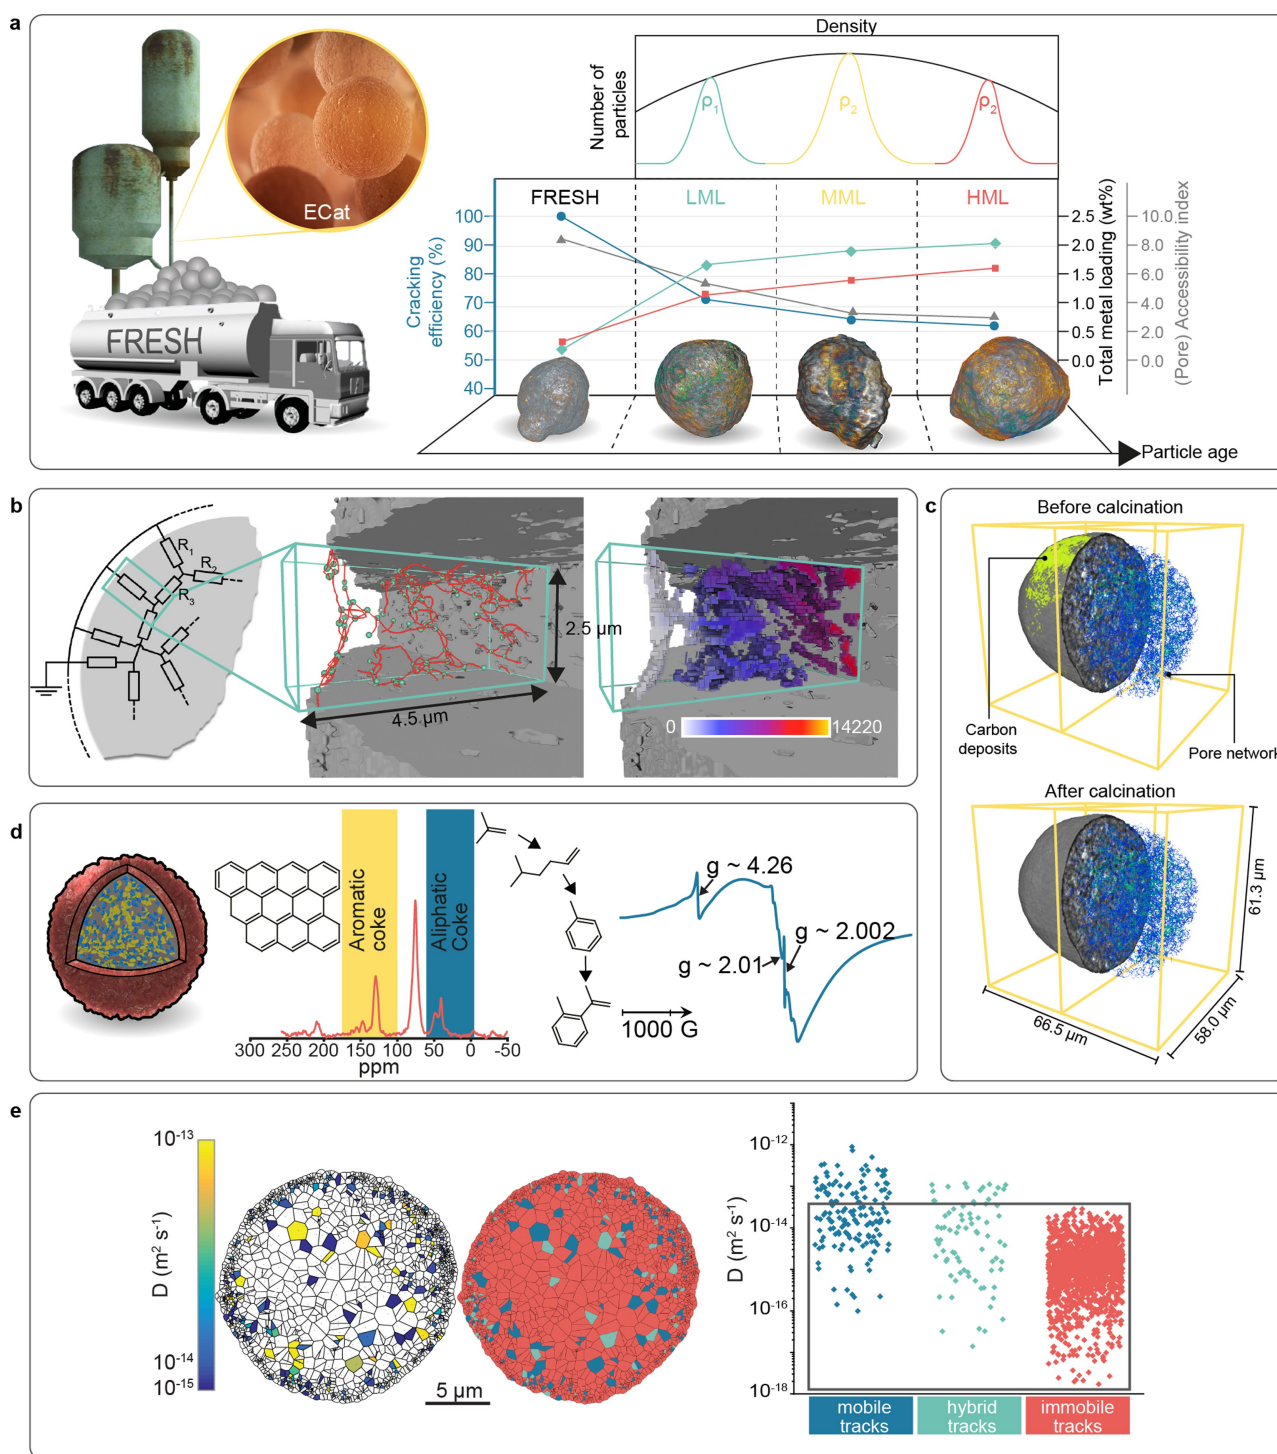 a
Density
Number of
particles
ρ1
ρ2
ρ2
ECat
FRESH
FRESH
LML
MML
HML
Cracking
efficiency (%)
100
90
80
70
60
50
40
2.5
2.0
1.5
1.0
0.5
0.0
Total metal loading (wt%)
10.0
8.0
6.0
4.0
2.0
0.0
(Pore) Accessibility index
Particle age
b
R1
R2
R3
2.5 µm
4.5 µm
0
14220
c
Before calcination
Carbon
deposits
Pore network
After calcination
61.3 µm
66.5 µm
58.0 µm
d
Aromatic
coke
Aliphatic
Coke
300 250 200 150 100 50 0 -50
ppm
g ~ 4.26
g ~ 2.002
g ~ 2.01
1000 G
e
10-13
D (m2 s-1)
10-14
10-15
5 µm
D (m2 s-1)
10-12
10-14
10-16
10-18
mobile
tracks
hybrid
tracks
immobile
tracks